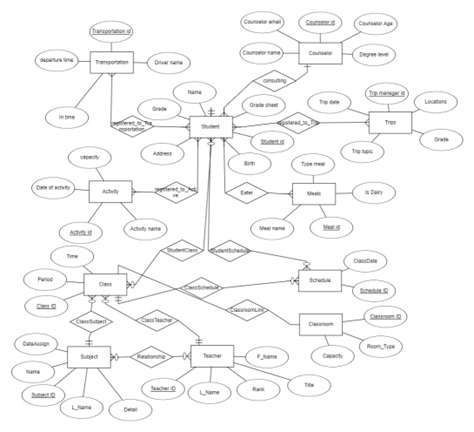 Counselor email
Counselor id
Counselor Age
Transportation id
departure time
Transportation
Driver name
Counselor name
Counselor
Degree level
consulting
Trip manager id
Name
Trip date
Locations
In time
Grade
Grade sheet
registered_to_Tra
nsportation
Student
registered_to_Trip
Trips
Address
Student id
Trip topic
Grade
capacity
Birth
Type meal
Date of activity
Activity
registered_to_Acti
ve
Eater
Meals
Is Dairy
Activity id
Activity name
Meal name
Meal id
Time
StudentClass
StudentSchedule
ClassDate
Period
Class
ClassSchedule
Schedule
Schedule ID
Class ID
ClassSubject
ClassTeacher
ClassroomLink
Classroom ID
Classroom
DateAssign
Room_Type
Name
Subject
Relationship
Teacher
F_Name
Capacity
Subject ID
Teacher ID
Title
L_Name
Detail
L_Name
Rank